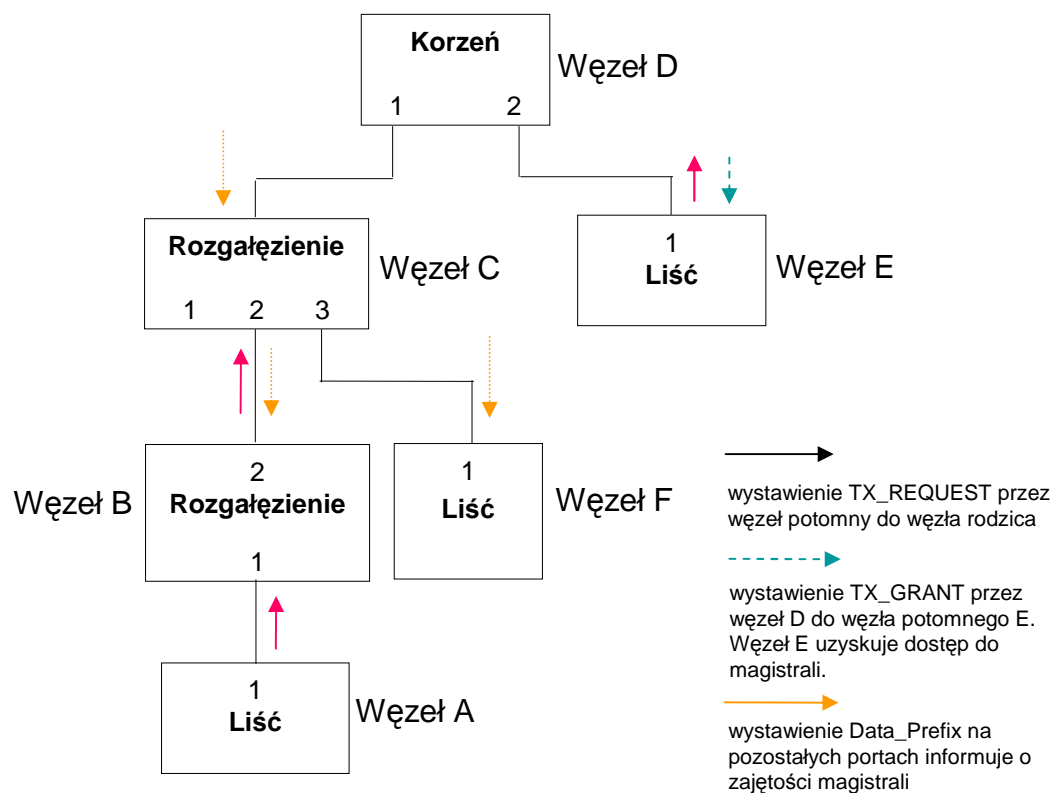 Korzeń
Węzeł D
1 2
Rozgałęzienie
Węzeł C
1 2 3
1
Liść
Węzeł E
2
Rozgałęzienie
Węzeł B
1
1
Liść
Węzeł F
1
Liść
Węzeł A
wystawienie TX_REQUEST przez
węzeł potomny do węzła rodzica
wystawienie TX_GRANT przez
węzeł D do węzła potomnego E.
Węzeł E uzyskuje dostęp do
magistrali.
wystawienie Data_Prefix na
pozostałych portach informuje o
zajętości magistrali